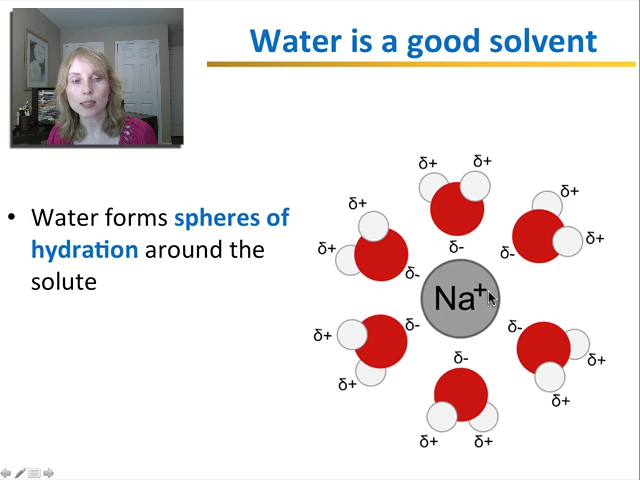 Water is a good solvent
• Water forms spheres of
hydration around the
solute
δ+ δ+
δ-
δ+
δ+
δ-
δ+
δ+
δ-
Na+
δ+
δ+
δ-
δ-
δ+
δ+
δ-
δ+
δ+
δ-
δ+ δ+